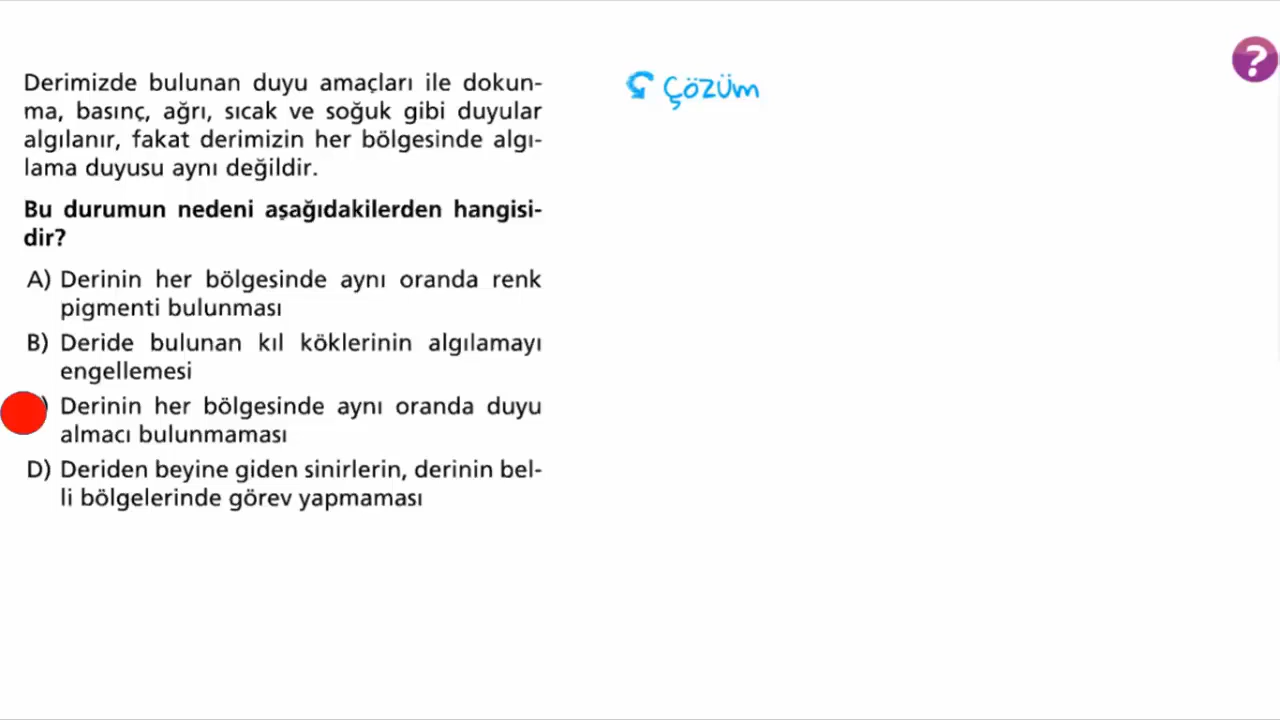 Derimizde bulunan duyu amaçları ile dokun-
ma, basınç, ağrı, sıcak ve soğuk gibi duyular
algılanır, fakat derimizin her bölgesinde algı-
lama duyusu aynı değildir.
Bu durumun nedeni aşağıdakilerden hangisi-
dir?
A) Derinin her bölgesinde aynı oranda renk
pigmenti bulunması
B) Deride bulunan kıl köklerinin algılamayı
engellemesi
) Derinin her bölgesinde aynı oranda duyu
almacı bulunmaması
D) Deriden beyine giden sinirlerin, derinin bel-
li bölgelerinde görev yapmaması
Çözüm
?